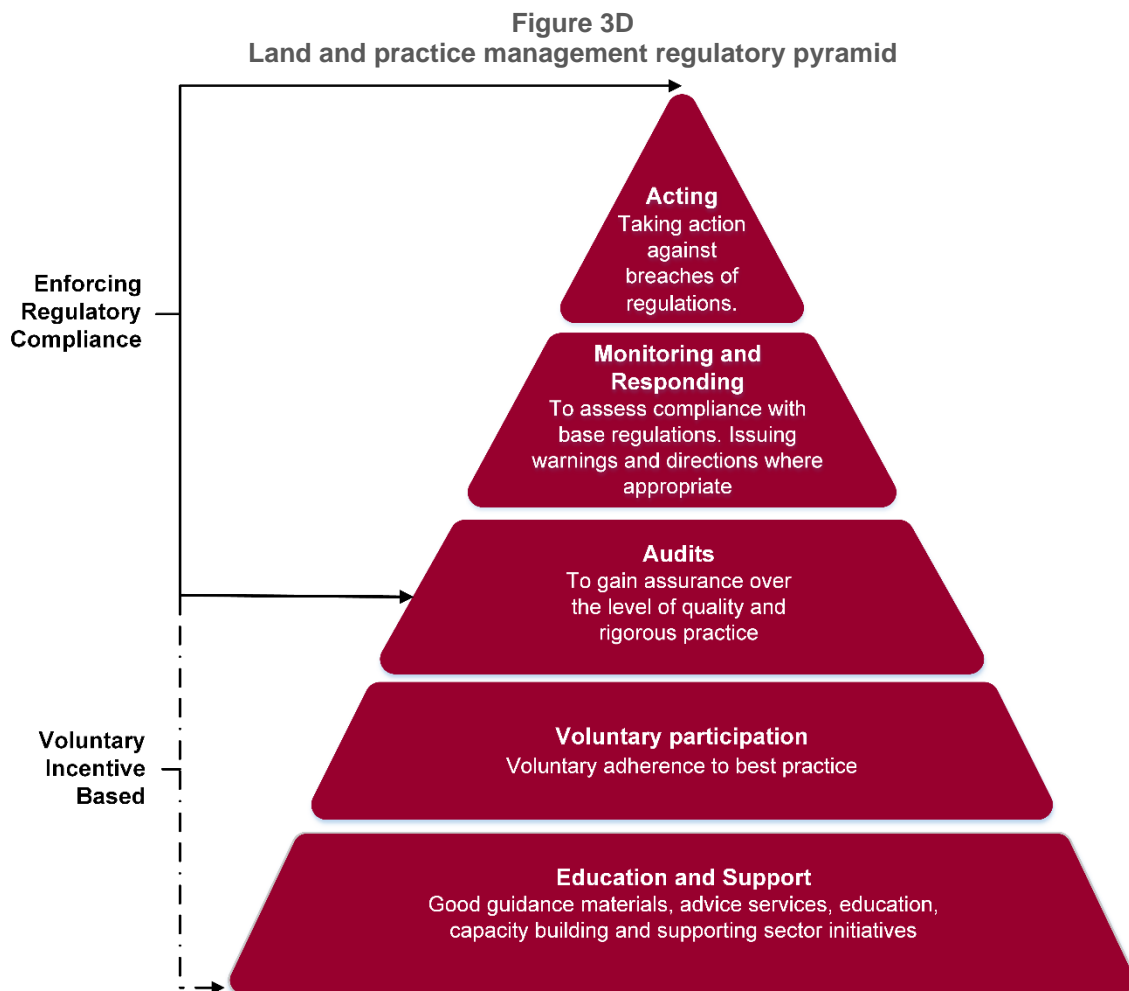 Figure 3D
Land and practice management regulatory pyramid
Acting
Taking action
against
breaches of
regulations.
Enforcing
Regulatory
Compliance
Monitoring and
Responding
To assess compliance with
base regulations. Issuing
warnings and directions where
appropriate
Audits
To gain assurance over
the level of quality and
rigorous practice
Voluntary
Incentive
Based
Voluntary participation
Voluntary adherence to best practice
Education and Support
Good guidance materials, advice services, education,
capacity building and supporting sector initiatives